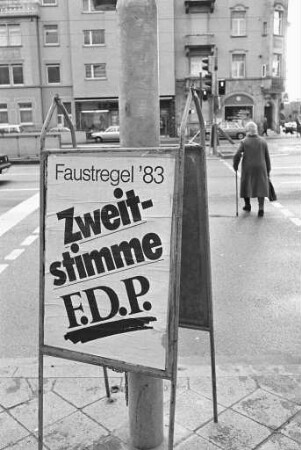 Faustregel '83
Zweit-
stimme
F.D.P.